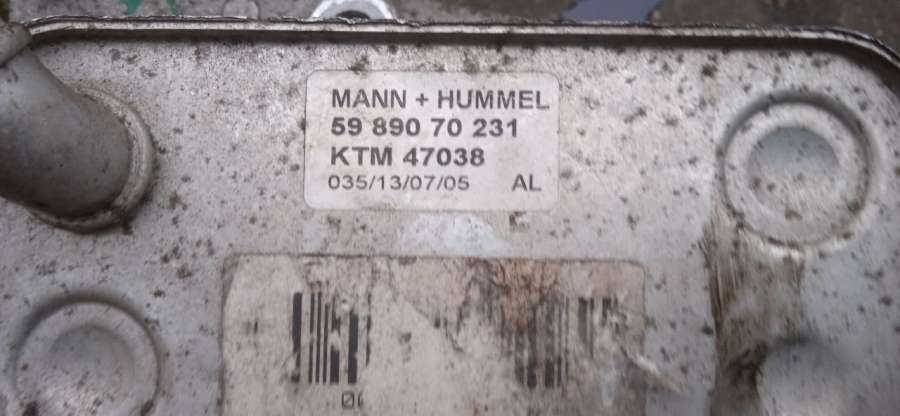 MANN + HUMMEL
59 890 70 231
KTM 47038
035/13/07/05 AL